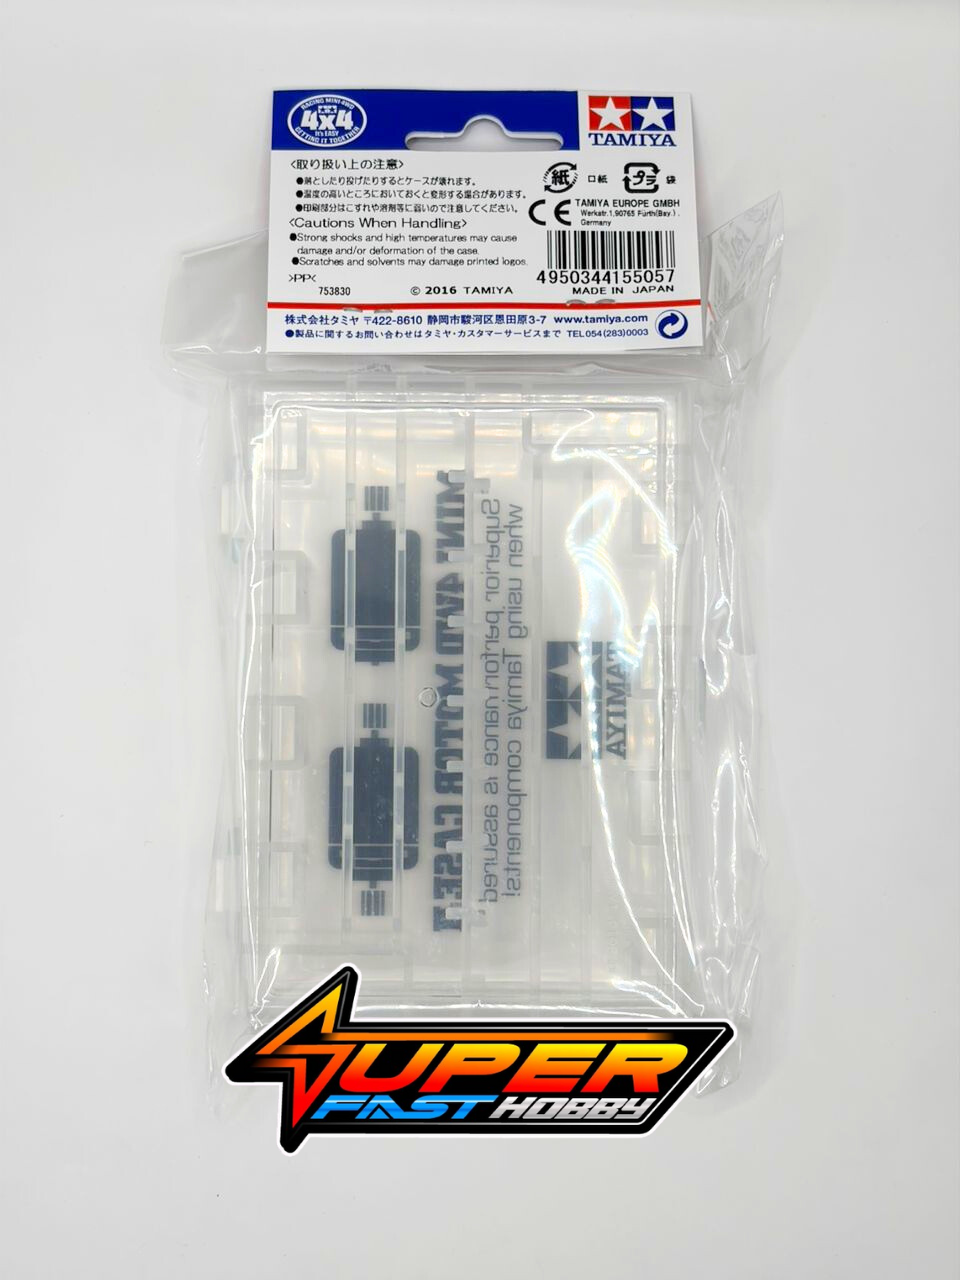 RACING MINI 4WD
4x4
It's EASY
GETTING IT TOGETHER
TAMIYA
<取り扱い上の注意>
●落としたり投げたりするとケースが壊れます。
●温度の高いところにおいておくと変形する場合があります。
●印刷部分はこすれや溶剤等に弱いので注意してください。
<Cautions When Handling>
●Strong shocks and high temperatures may cause
damage and/or deformation of the case.
●Scratches and solvents may damage printed logos.
>PP<
753830
© 2016 TAMIYA
紙
口紙
プラ
袋
CE
TAMIYA EUROPE GMBH
Werkstr.1,90765 Fürth(Bay.).
Germany
4950344155057
MADE IN JAPAN
株式会社タミヤ 〒422-8610 静岡市駿河区恩田原3-7 www.tamiya.com
●製品に関するお問い合わせはタミヤ・カスタマーサービスまで TEL054(283)0003
MINI 4WD MOTOR CASE
Superior performance is assured
when using Tamiya components!
TAMIYA
SUPER
FAST HOBBY